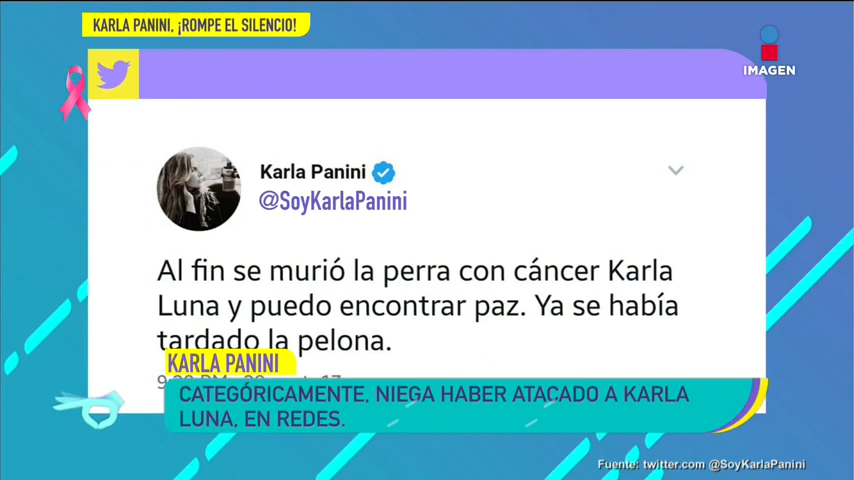 KARLA PANINI, ¡ROMPE EL SILENCIO!
IMAGEN
Karla Panini
@SoyKarlaPanini
Al fin se murió la perra con cáncer Karla
Luna y puedo encontrar paz. Ya se había
tardado la pelona.
KARLA PANINI
CATEGÓRICAMENTE, NIEGA HABER ATACADO A KARLA
LUNA, EN REDES.
Fuente: twitter.com @SoyKarlaPanini